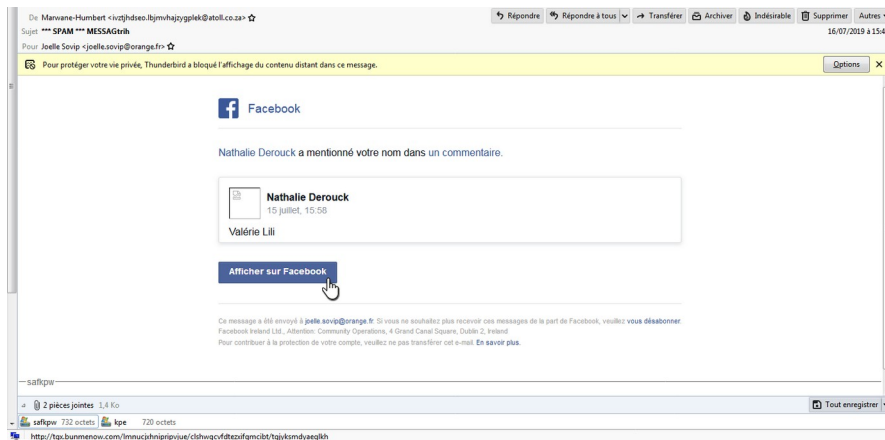 De Marwane-Humbert <ivztjhdseo.lbjmvhajzygplek@atoll.co.za>
Répondre Répondre à tous Transférer Archiver Indésirable Supprimer Autres
Sujet *** SPAM *** MESSAGtrih
16/07/2019 à 15:4
Pour Joelle Sovip <joelle.sovip@orange.fr>
Pour protéger votre vie privée, Thunderbird a bloqué l'affichage du contenu distant dans ce message.
Options X
Facebook
Nathalie Derouck a mentionné votre nom dans un commentaire.
Nathalie Derouck
15 juillet, 15:58
Valérie Lili
Afficher sur Facebook
Ce message a été envoyé à joelle.sovip@orange.fr. Si vous ne souhaitez plus recevoir ces messages de la part de Facebook, veuillez vous désabonner.
Facebook Ireland Ltd., Attention: Community Operations, 4 Grand Canal Square, Dublin 2, Ireland
Pour contribuer à la protection de votre compte, veuillez ne pas transférer cet e-mail. En savoir plus.
safkpw
2 pièces jointes 1,4 Ko
Tout enregistrer
safkpw 732 octets kpe 720 octets